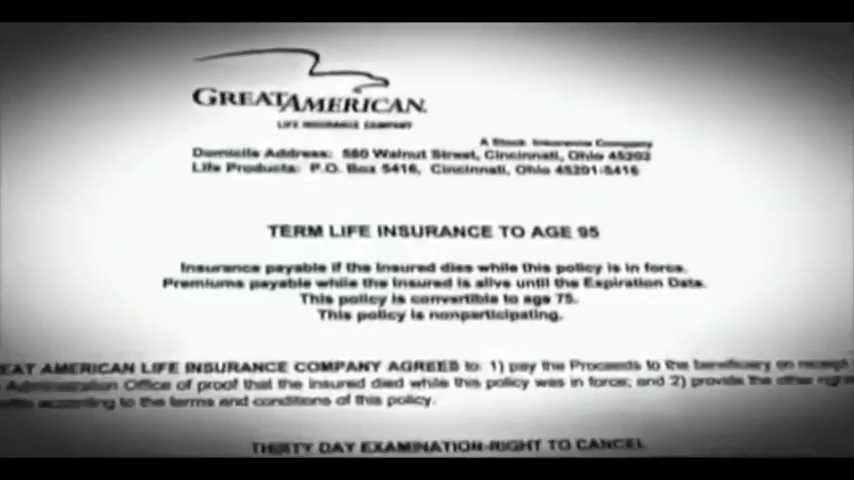 GREATAMERICAN
LIFE INSURANCE COMPANY
A Stock Insurance Company
Domicile Address: 580 Walnut Street, Cincinnati, Ohio 45202
Life Products: P.O. Box 5416, Cincinnati, Ohio 45201-5416
TERM LIFE INSURANCE TO AGE 95
Insurance payable if the Insured dies while this policy is in force.
Premiums payable while the Insured is alive until the Expiration Date.
This policy is convertible to age 75.
This policy is nonparticipating.
EAT AMERICAN LIFE INSURANCE COMPANY AGREES to: 1) pay the Proceeds to the beneficiary on receipt
Administration Office of proof that the Insured died while this policy was in force; and 2) provide the other rights
according to the terms and conditions of this policy.
THIRTY DAY EXAMINATION-RIGHT TO CANCEL